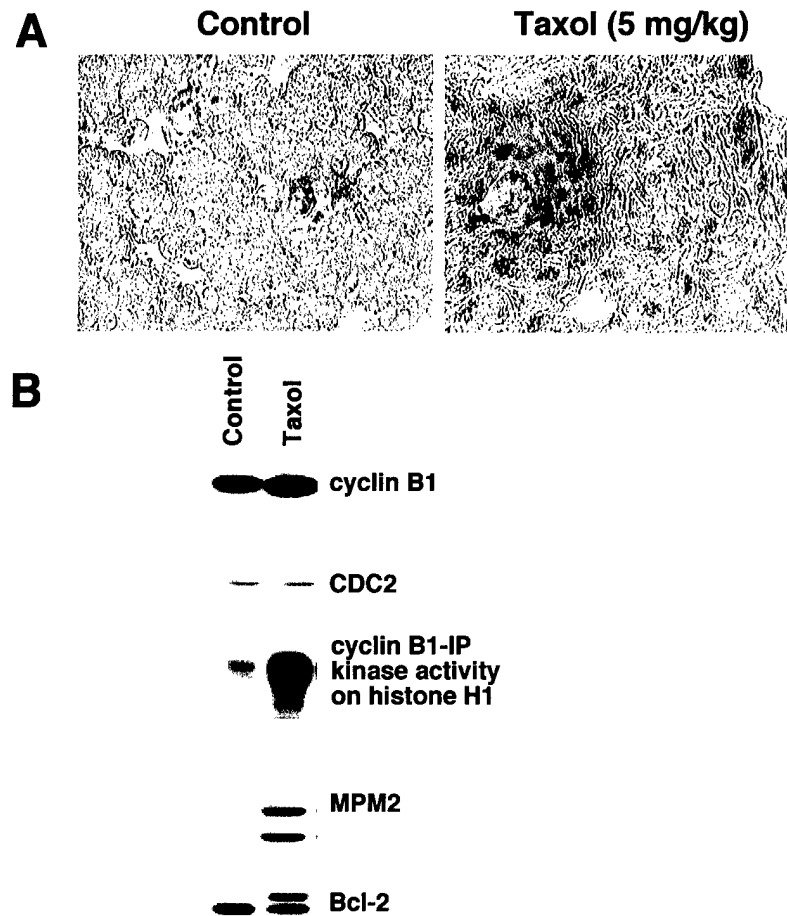 A
Control
Taxol (5 mg/kg)
B
Control
Taxol
cyclin B1
CDC2
cyclin B1-IP
kinase activity
on histone H1
MPM2
Bcl-2